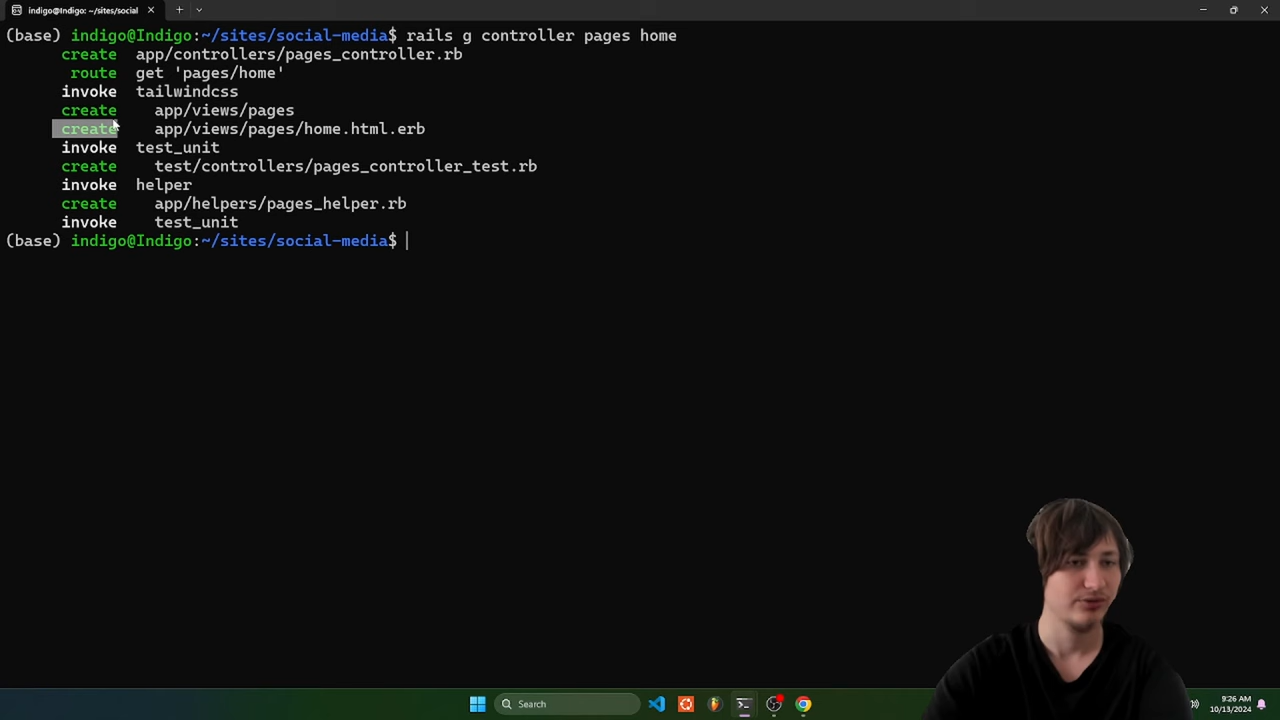 indigo@Indigo: ~/sites/social
(base) indigo@Indigo:~/sites/social-media$ rails g controller pages home
create app/controllers/pages_controller.rb
route get 'pages/home'
invoke tailwindcss
create app/views/pages
create app/views/pages/home.html.erb
invoke test_unit
create test/controllers/pages_controller_test.rb
invoke helper
create app/helpers/pages_helper.rb
invoke test_unit
(base) indigo@Indigo:~/sites/social-media$
Search
9:26 AM
10/13/2024